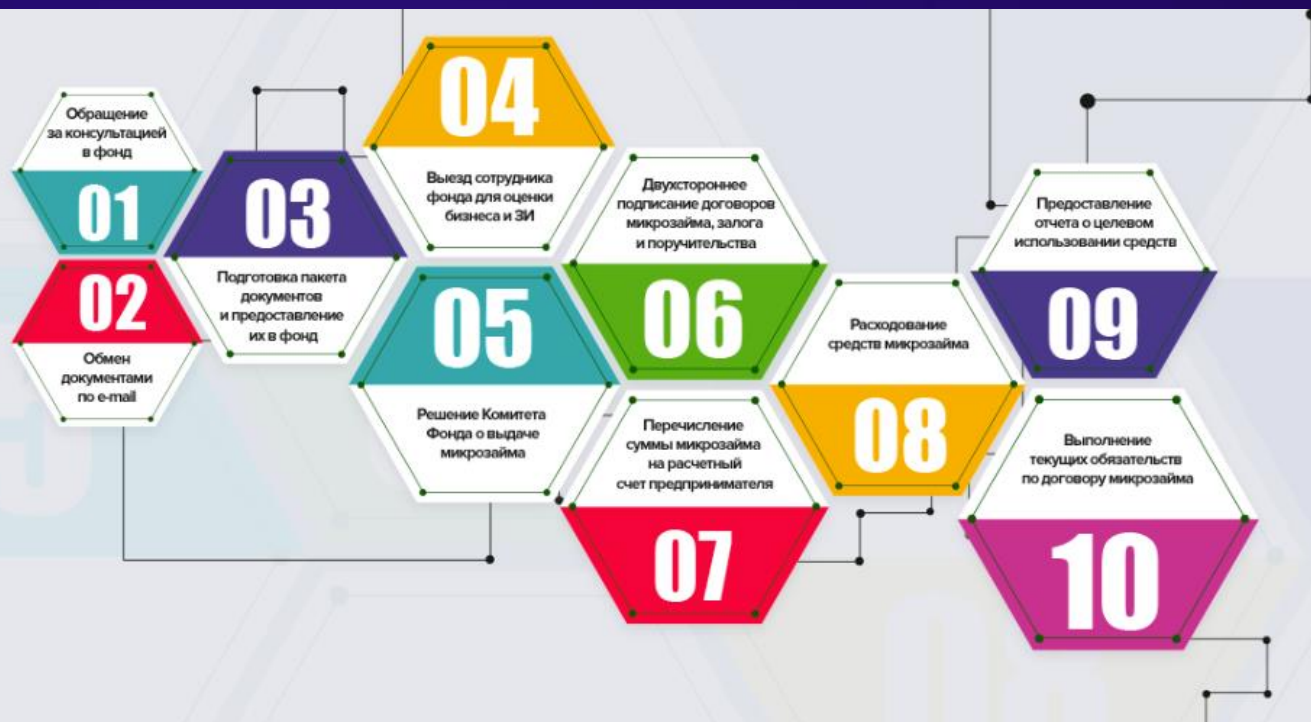 Обращение
за консультацией
в фонд
01
02
Обмен
документами
по e-mail
03
Подготовка пакета
документов
и предоставление
их в фонд
04
Выезд сотрудника
фонда для оценки
бизнеса и ЗИ
05
Решение Комитета
Фонда о выдаче
микрозайма
Двухстороннее
подписание договоров
микрозайма, залога
и поручительства
06
Перечисление
суммы микрозайма
на расчетный
счет предпринимателя
07
Расходование
средств микрозайма
08
Предоставление
отчета о целевом
использовании средств
09
Выполнение
текущих обязательств
по договору микрозайма
10